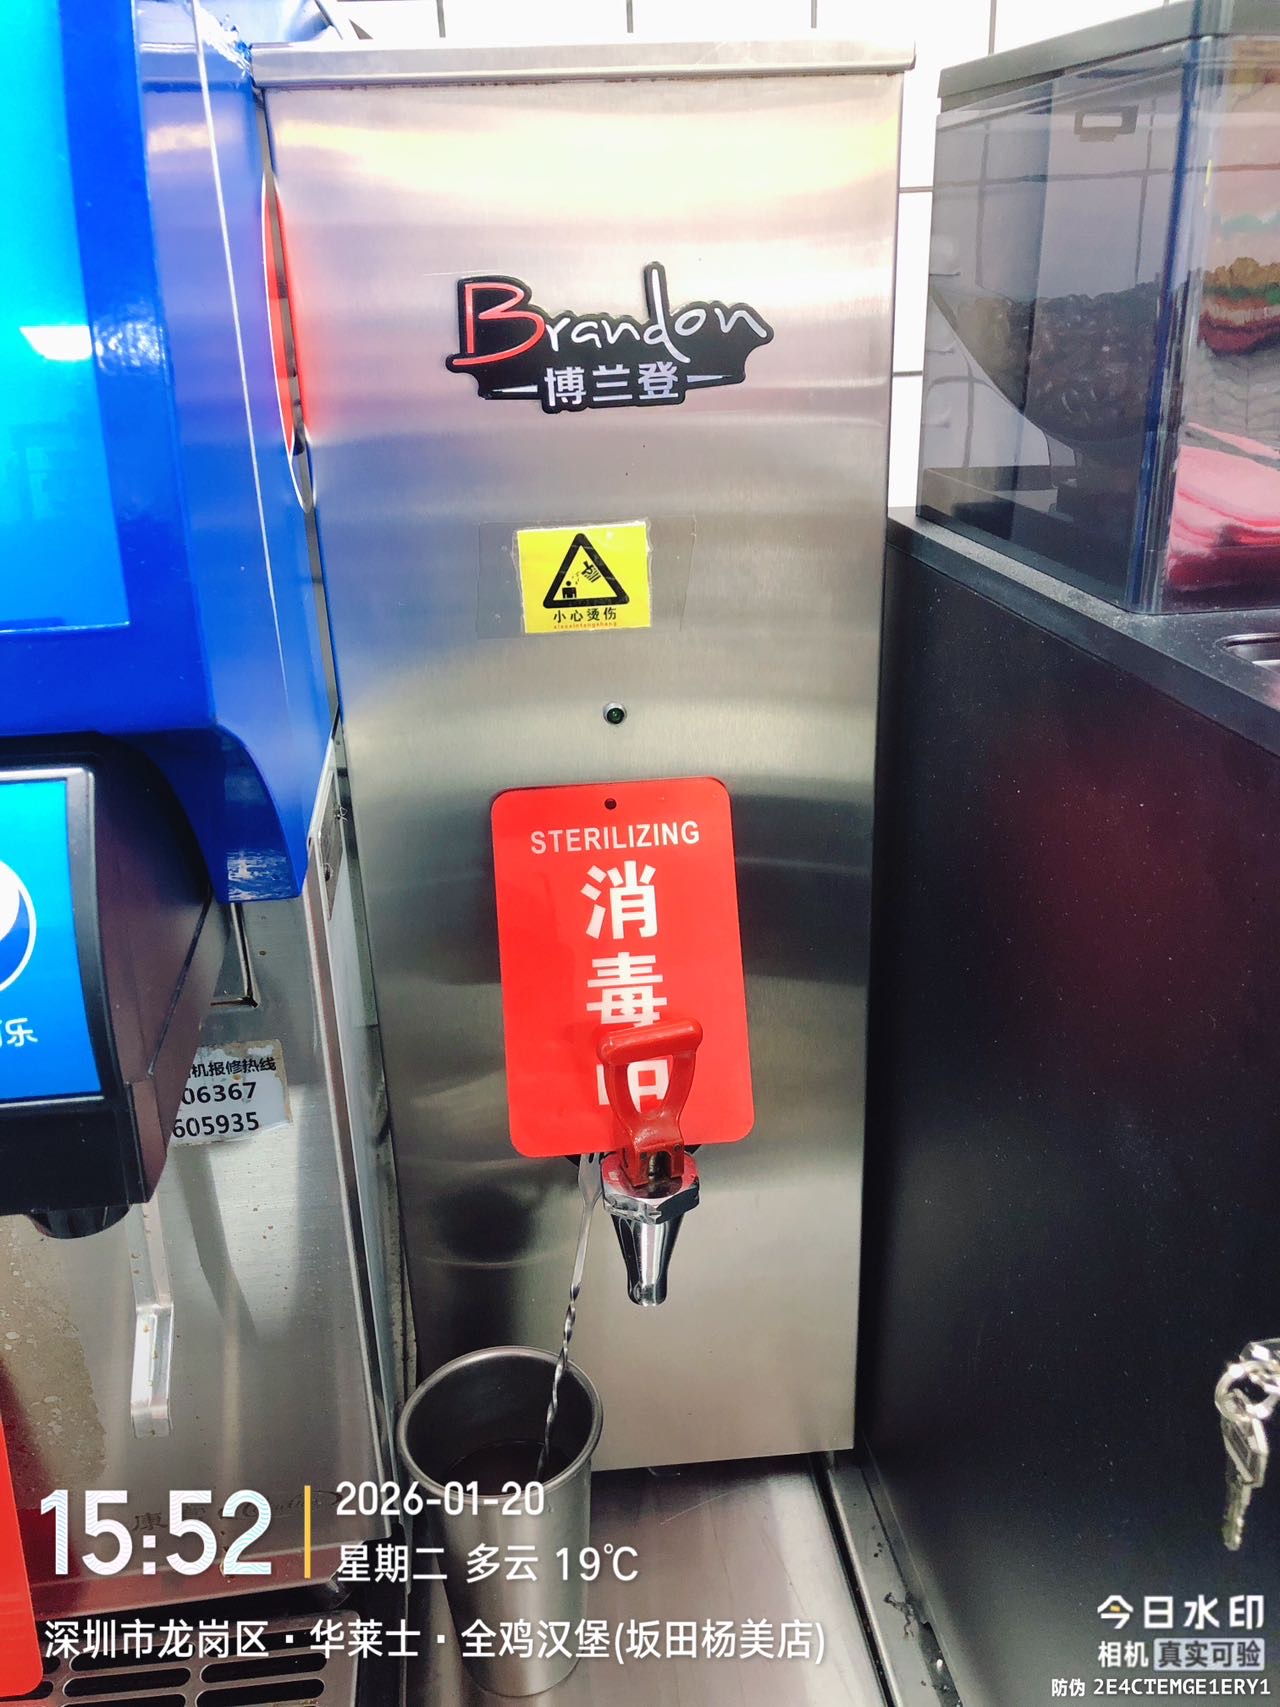 Brandon
博兰登
小心烫伤
xiaoxintangshang
STERILIZING
消
毒
中
乐
机报修热线
06367
605935
15:52
2026-01-20
星期二 多云 19℃
深圳市龙岗区·华莱士·全鸡汉堡(坂田杨美店)
今日水印
相机 真实可验
防伪 2E4CTEMGE1ERY1